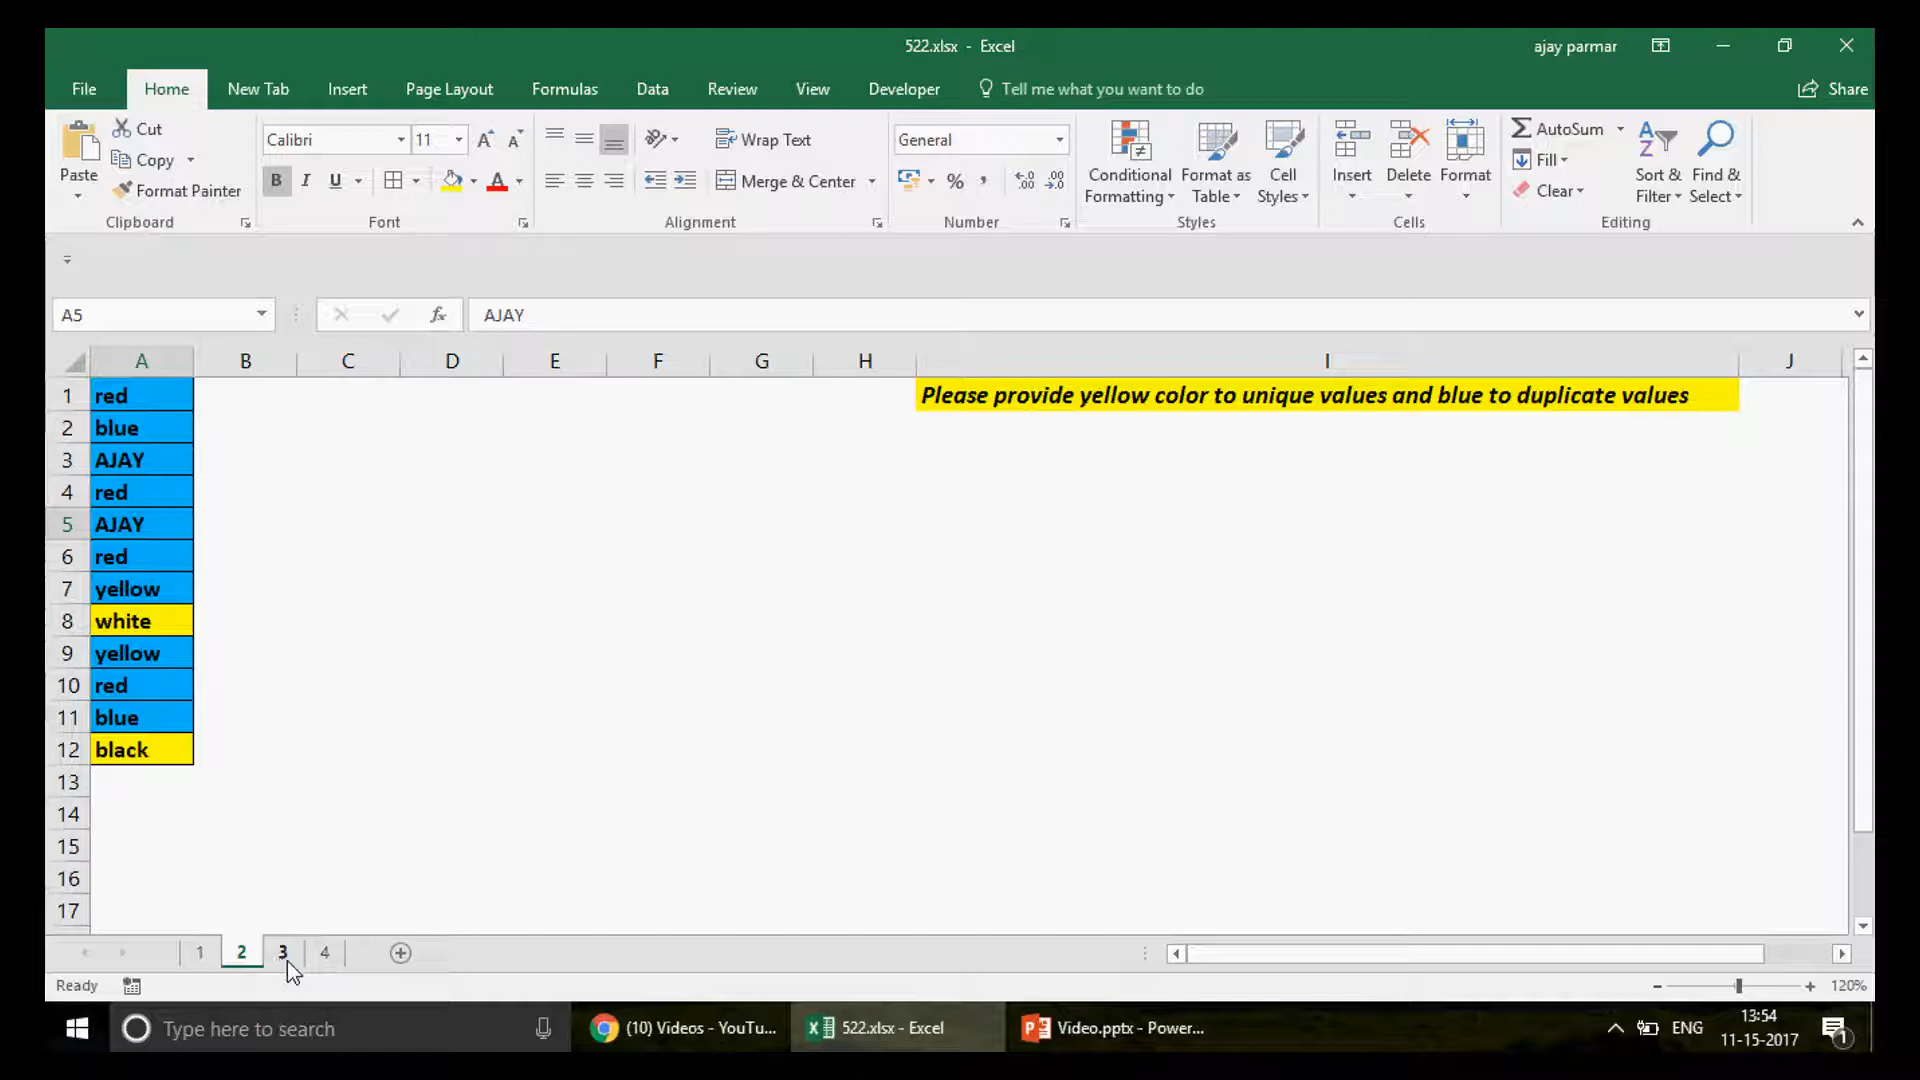 522.xlsx - Excel
ajay parmar
File Home New Tab Insert Page Layout Formulas Data Review View Developer Tell me what you want to do Share
Paste
Cut
Copy
Format Painter
Clipboard
Calibri 11
B I U
Font
Wrap Text
Merge & Center
Alignment
General
%
Number
Conditional Formatting
Format as Table
Cell Styles
Styles
Insert Delete Format
Cells
AutoSum
Fill
Clear
Sort & Filter
Find & Select
Editing
A5 fx AJAY
A B C D E F G H I J
1 red Please provide yellow color to unique values and blue to duplicate values
2 blue
3 AJAY
4 red
5 AJAY
6 red
7 yellow
8 white
9 yellow
10 red
11 blue
12 black
13
14
15
16
17
1 2 3 4
Ready 120%
Type here to search (10) Videos - YouTu... 522.xlsx - Excel Video.pptx - Power... ENG
13:54
11-15-2017
1